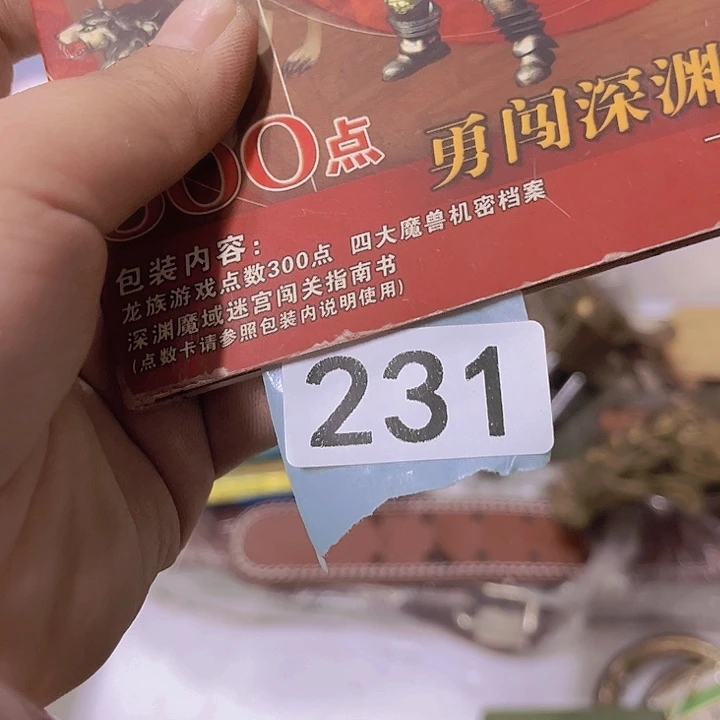 300点
勇闯深渊
包装内容：
龙族游戏点数300点 四大魔兽机密档案
深渊魔域迷宫闯关指南书
(点数卡请参照包装内说明使用)
231